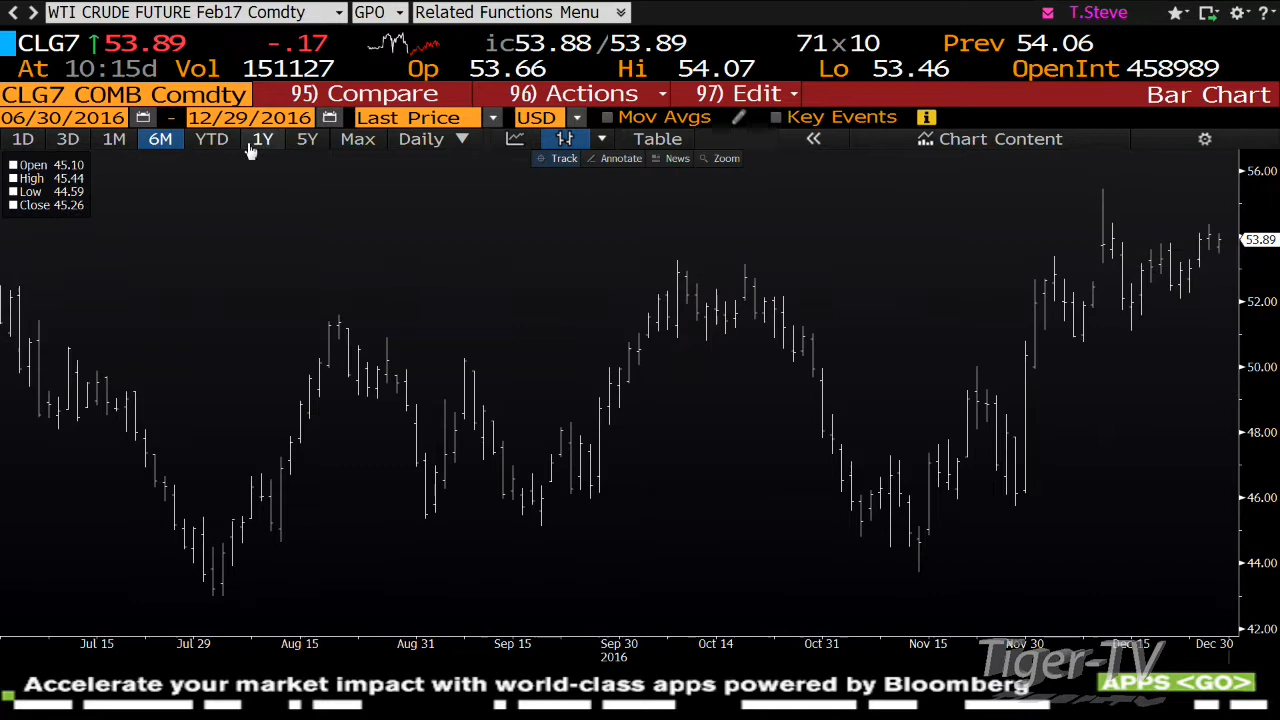 WTI CRUDE FUTURE Feb17 Comdty GPO Related Functions Menu T.Steve
CLG7 ↑53.89 -.17 ic53.88/53.89 71x10 Prev 54.06
At 10:15d Vol 151127 Op 53.66 Hi 54.07 Lo 53.46 OpenInt 458989
CLG7 COMB Comdty 95) Compare 96) Actions 97) Edit Bar Chart
06/30/2016 - 12/29/2016 Last Price USD Mov Avgs Key Events
1D 3D 1M 6M YTD 1Y 5Y Max Daily Table « Chart Content
Track Annotate News Zoom
Open 45.10
High 45.44
Low 44.59
Close 45.26
56.00
53.89
52.00
50.00
48.00
46.00
44.00
42.00
Jul 15 Jul 29 Aug 15 Aug 31 Sep 15 Sep 30 Oct 14 Oct 31 Nov 15 Nov 30 Dec 15 Dec 30
2016
Tiger-TV
Accelerate your market impact with world-class apps powered by Bloomberg APPS <GO>